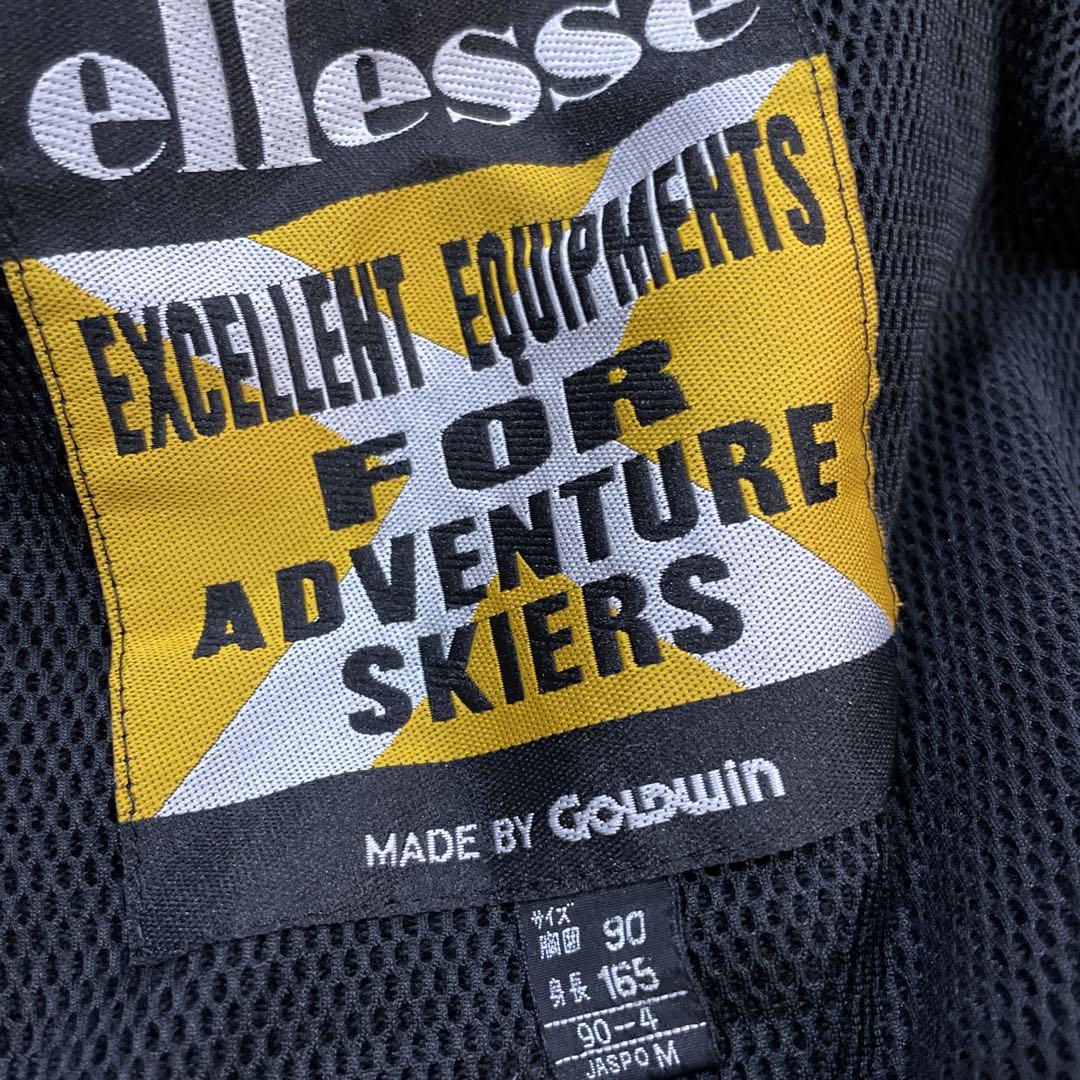 ellesse
EXCELLENT EQUIPMENTS
FOR
ADVENTURE
SKIERS
MADE BY GOLDWIN
サイズ
胸囲 90
身長 165
90-4
JASPO M